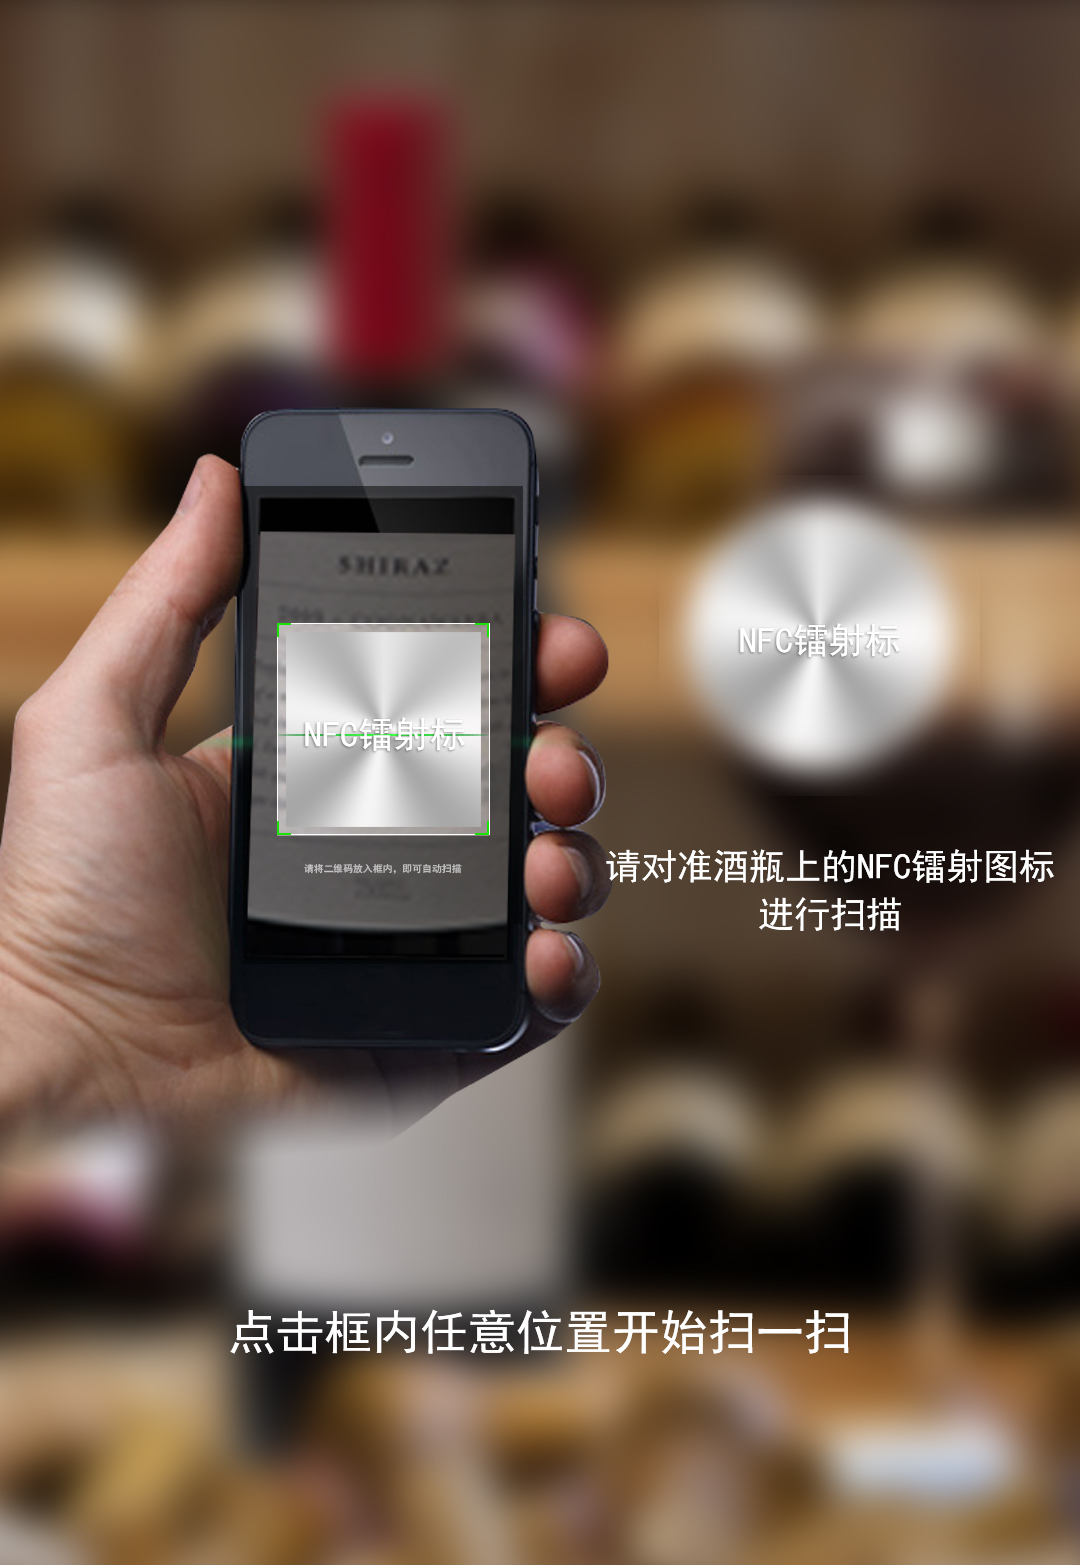 SHIRAZ
NFC镭射标
NFC镭射标
请将二维码放入框内，即可自动扫描
请对准酒瓶上的NFC镭射图标
进行扫描
点击框内任意位置开始扫一扫